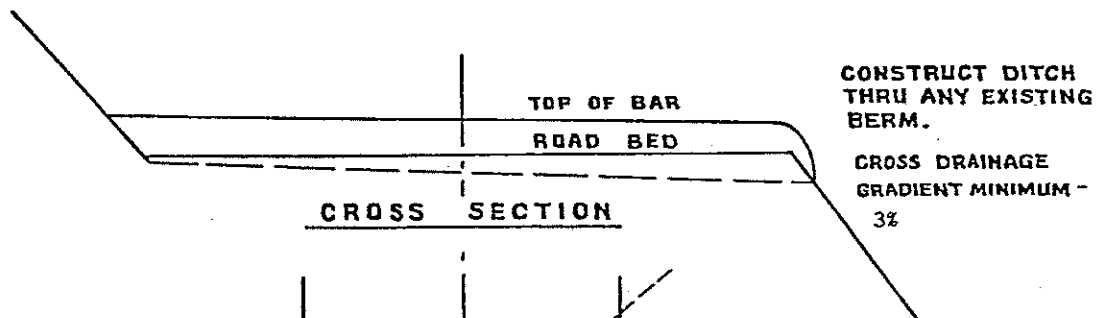 CONSTRUCT DITCH
THRU ANY EXISTING
BERM.
TOP OF BAR
ROAD BED
CROSS DRAINAGE
GRADIENT MINIMUM -
3%
CROSS SECTION